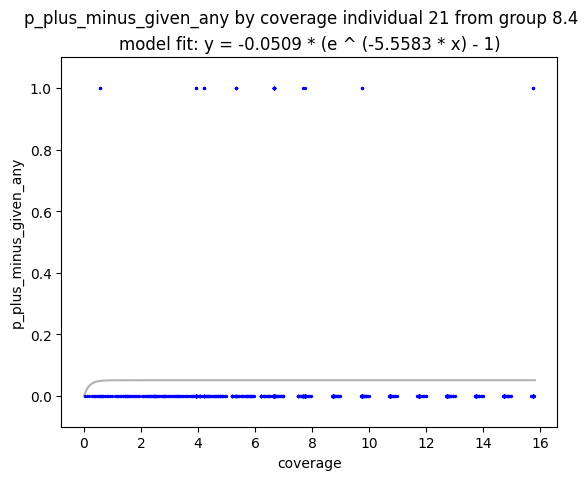 p_plus_minus_given_any by coverage individual 21 from group 8.4
model fit: y = -0.0509 * (e ^ (-5.5583 * x) - 1)
p_plus_minus_given_any
1.0
0.8
0.6
0.4
0.2
0.0
0 2 4 6 8 10 12 14 16
coverage